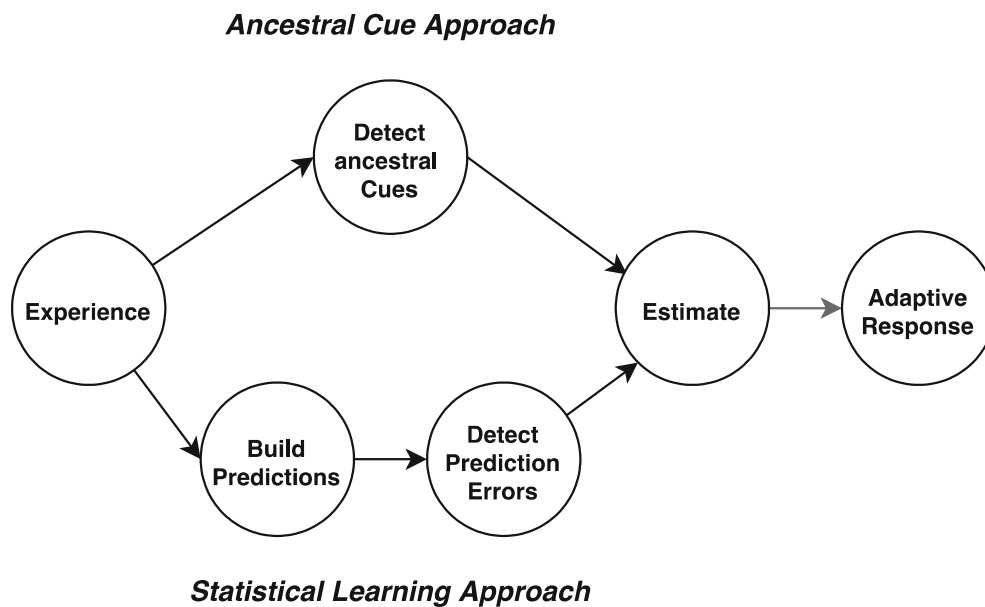 Ancestral Cue Approach
Detect
ancestral
Cues
Experience
Estimate
Adaptive
Response
Build
Predictions
Detect
Prediction
Errors
Statistical Learning Approach